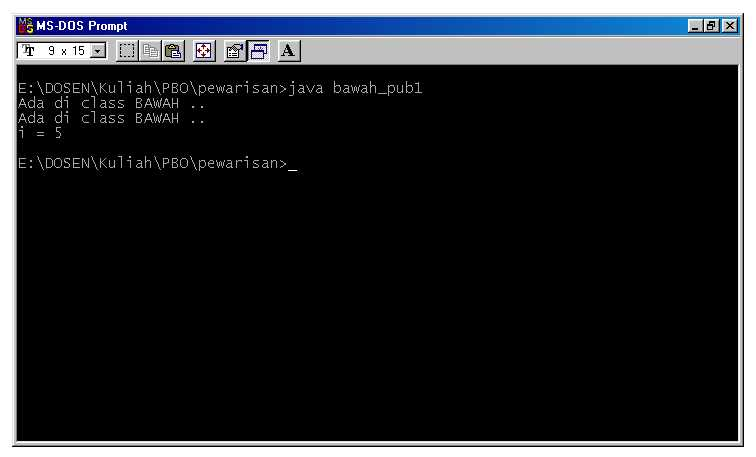 MS-DOS Prompt
9 x 15
A
E:\DOSEN\Kuliah\PBO\pewarisan>java bawah_pub1
Ada di class BAWAH ..
Ada di class BAWAH ..
i = 5
E:\DOSEN\Kuliah\PBO\pewarisan>_